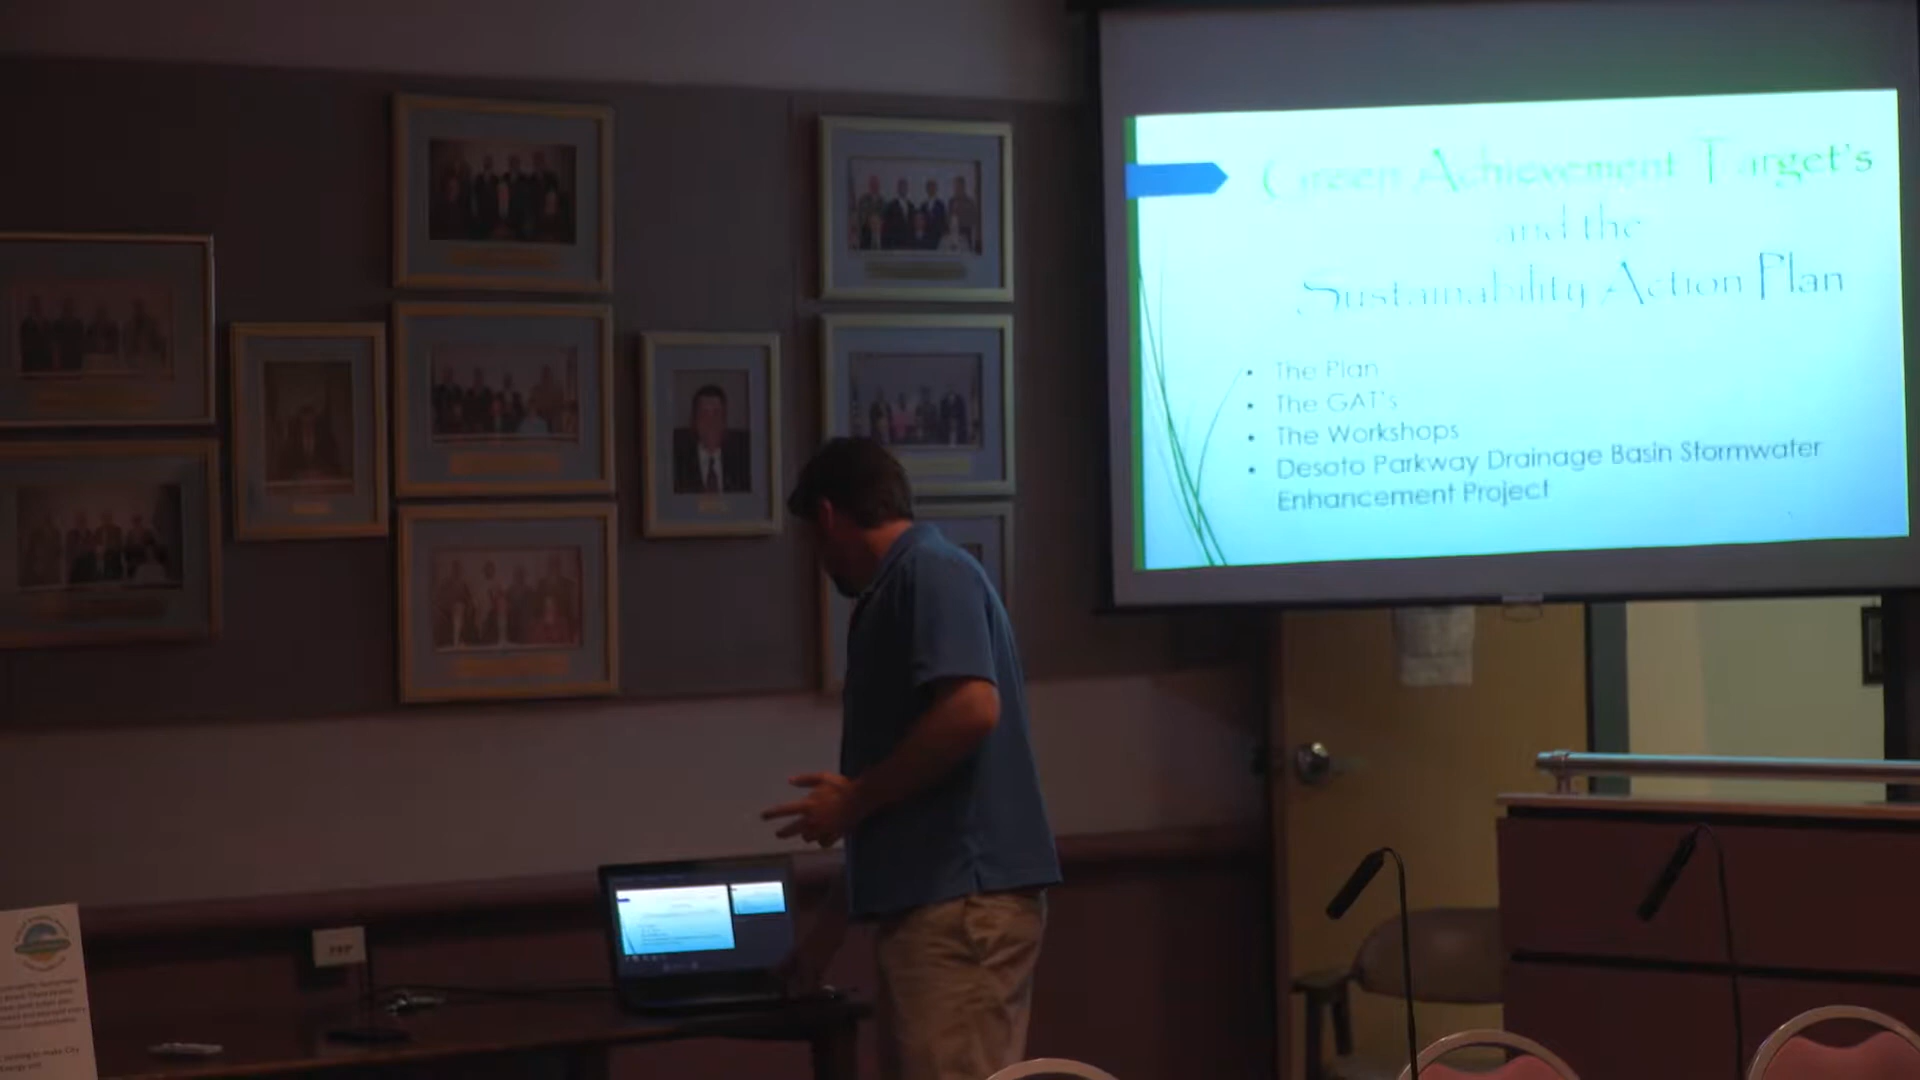 Green Achievement Target's
and the
Sustainability Action Plan
• The Plan
• The GAT's
• The Workshops
• Desoto Parkway Drainage Basin Stormwater
Enhancement Project